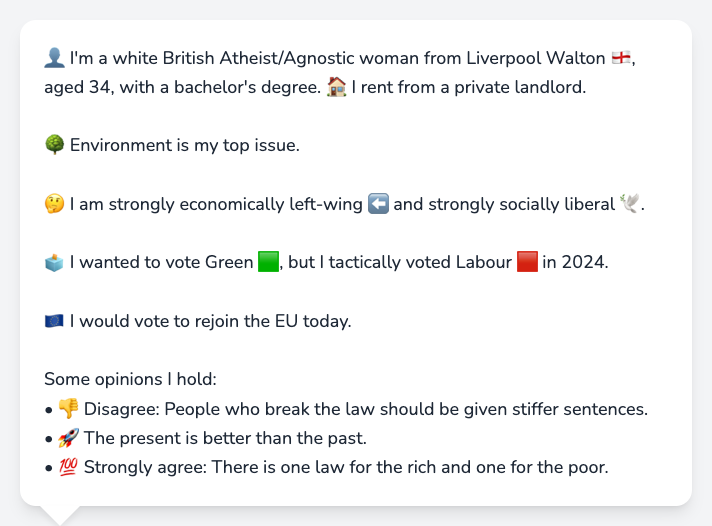 👤 I'm a white British Atheist/Agnostic woman from Liverpool Walton 🏴󠁧󠁢󠁥󠁮󠁧󠁿,
aged 34, with a bachelor's degree. 🏠 I rent from a private landlord.
🌳 Environment is my top issue.
🤔 I am strongly economically left-wing ⬅️ and strongly socially liberal 🕊️.
🗳️ I wanted to vote Green 🟩, but I tactically voted Labour 🟥 in 2024.
🇪🇺 I would vote to rejoin the EU today.
Some opinions I hold:
• 👎 Disagree: People who break the law should be given stiffer sentences.
• 🚀 The present is better than the past.
• 💯 Strongly agree: There is one law for the rich and one for the poor.